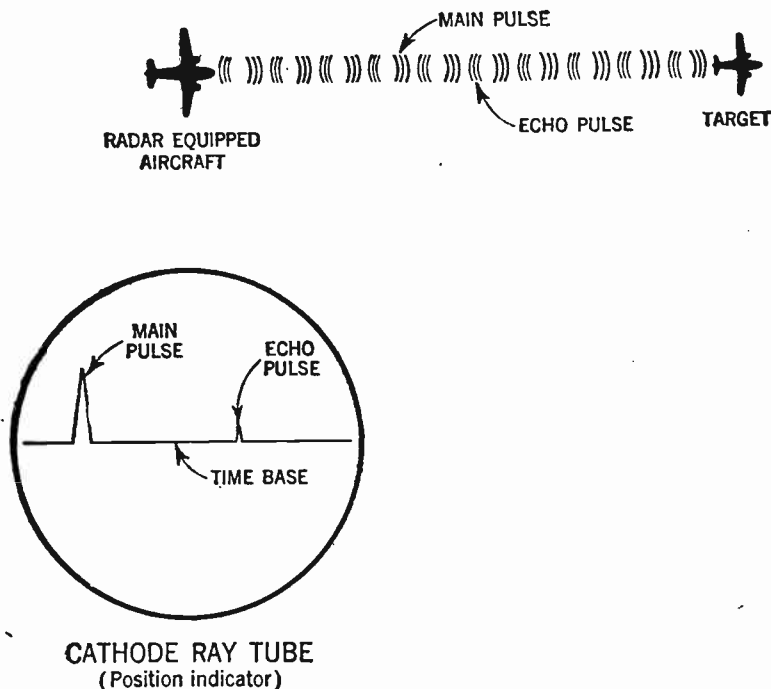 MAIN PULSE
ECHO PULSE
RADAR EQUIPPED
AIRCRAFT
TARGET
MAIN
PULSE
ECHO
PULSE
TIME BASE
CATHODE RAY TUBE
(Position indicator)